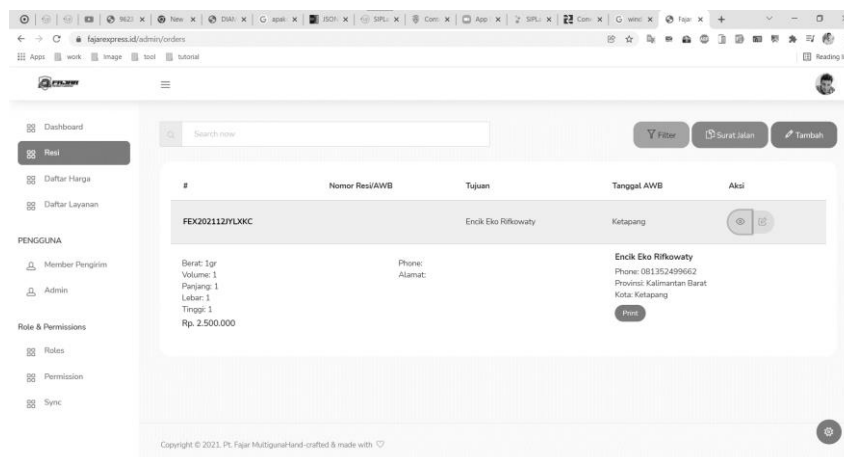 fajarexpress.id/admin/orders
Apps work Image tool tutorial
Reading
FAJAR
Dashboard
Resi
Daftar Harga
Daftar Layanan
PENGGUNA
Member Pengirim
Admin
Role & Permissions
Roles
Permission
Sync
Search now
Filter Surat Jalan Tambah
# Nomor Resi/AWB Tujuan Tanggal AWB Aksi
FEX202112JYLXKC Encik Eko Rifkowaty Ketapang
Berat: 1gr
Volume: 1
Panjang: 1
Lebar: 1
Tinggi: 1
Rp. 2.500.000
Phone:
Alamat:
Encik Eko Rifkowaty
Phone: 081352499662
Provinsi: Kalimantan Barat
Kota: Ketapang
Print
Copyright © 2021. Pt. Fajar MultigunaHand-crafted & made with